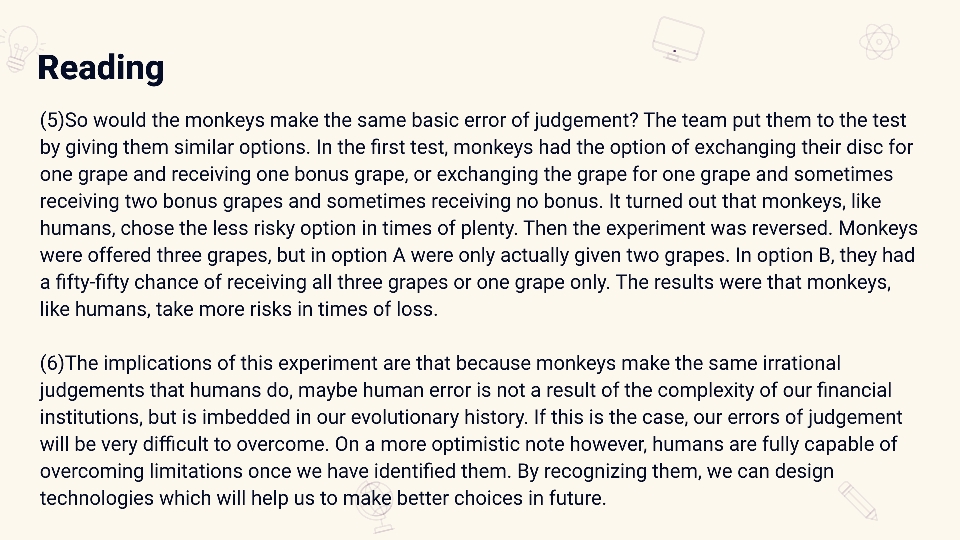 Reading
(5)So would the monkeys make the same basic error of judgement? The team put them to the test
by giving them similar options. In the first test, monkeys had the option of exchanging their disc for
one grape and receiving one bonus grape, or exchanging the grape for one grape and sometimes
receiving two bonus grapes and sometimes receiving no bonus. It turned out that monkeys, like
humans, chose the less risky option in times of plenty. Then the experiment was reversed. Monkeys
were offered three grapes, but in option A were only actually given two grapes. In option B, they had
a fifty-fifty chance of receiving all three grapes or one grape only. The results were that monkeys,
like humans, take more risks in times of loss.
(6)The implications of this experiment are that because monkeys make the same irrational
judgements that humans do, maybe human error is not a result of the complexity of our financial
institutions, but is imbedded in our evolutionary history. If this is the case, our errors of judgement
will be very difficult to overcome. On a more optimistic note however, humans are fully capable of
overcoming limitations once we have identified them. By recognizing them, we can design
technologies which will help us to make better choices in future.